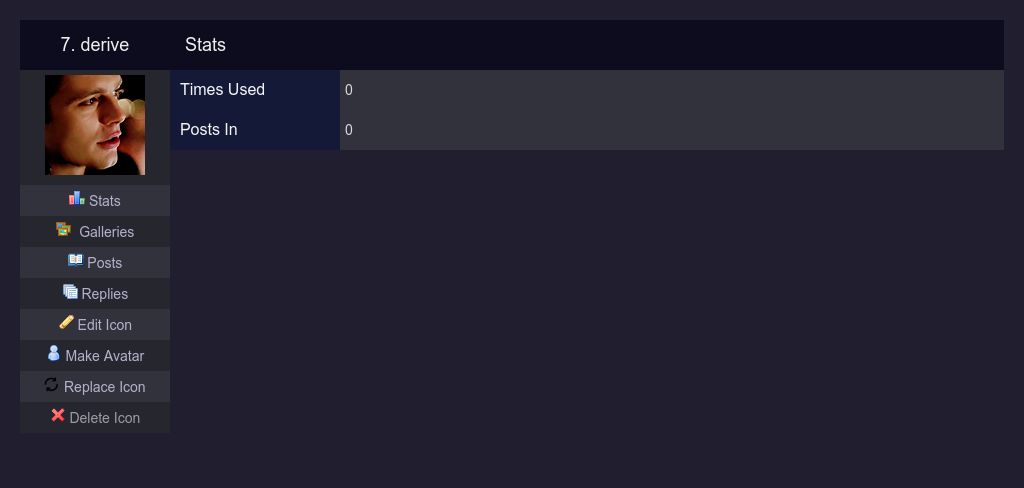 7. derive
Stats
Times Used
0
Posts In
0
Stats
Galleries
Posts
Replies
Edit Icon
Make Avatar
Replace Icon
Delete Icon